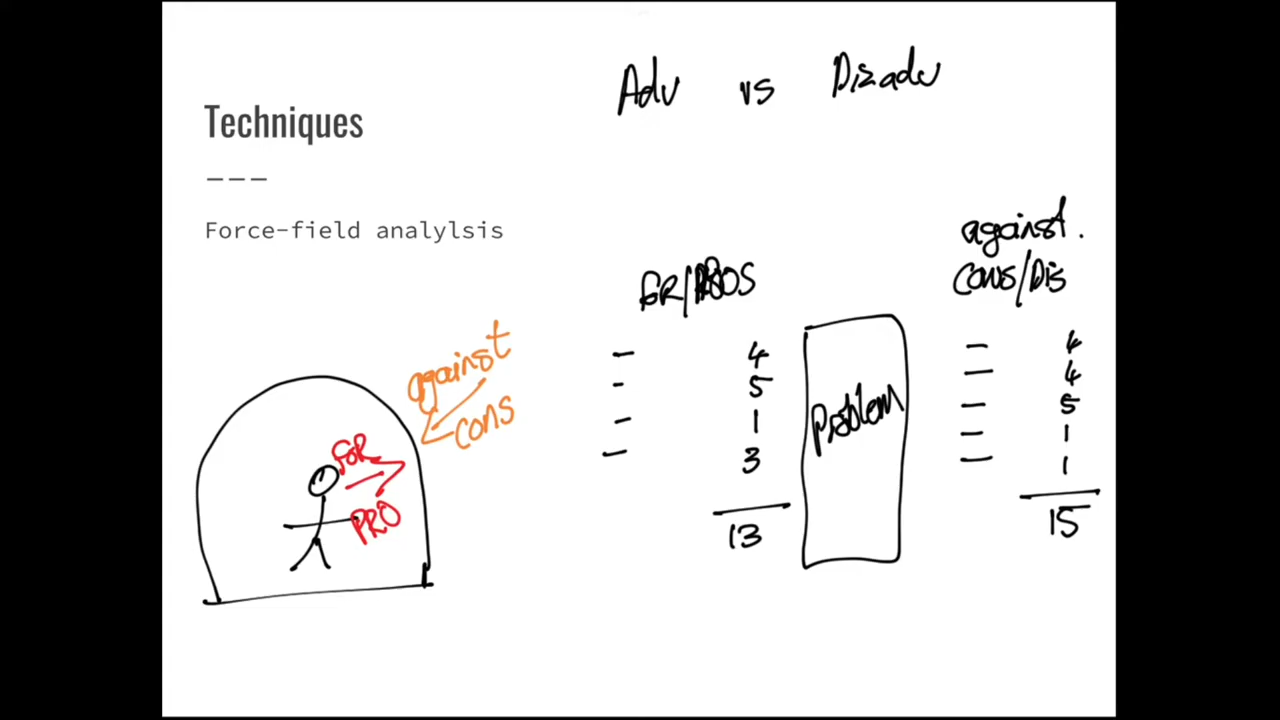 Adv vs Disadv
Techniques
---
Force-field analylsis
against.
FOR/PROS
CONS/DIS
against
cons
FOR
PRO
Problem
- 4
- 5
- 1
- 3
13
- 4
- 4
- 5
- 1
- 1
15